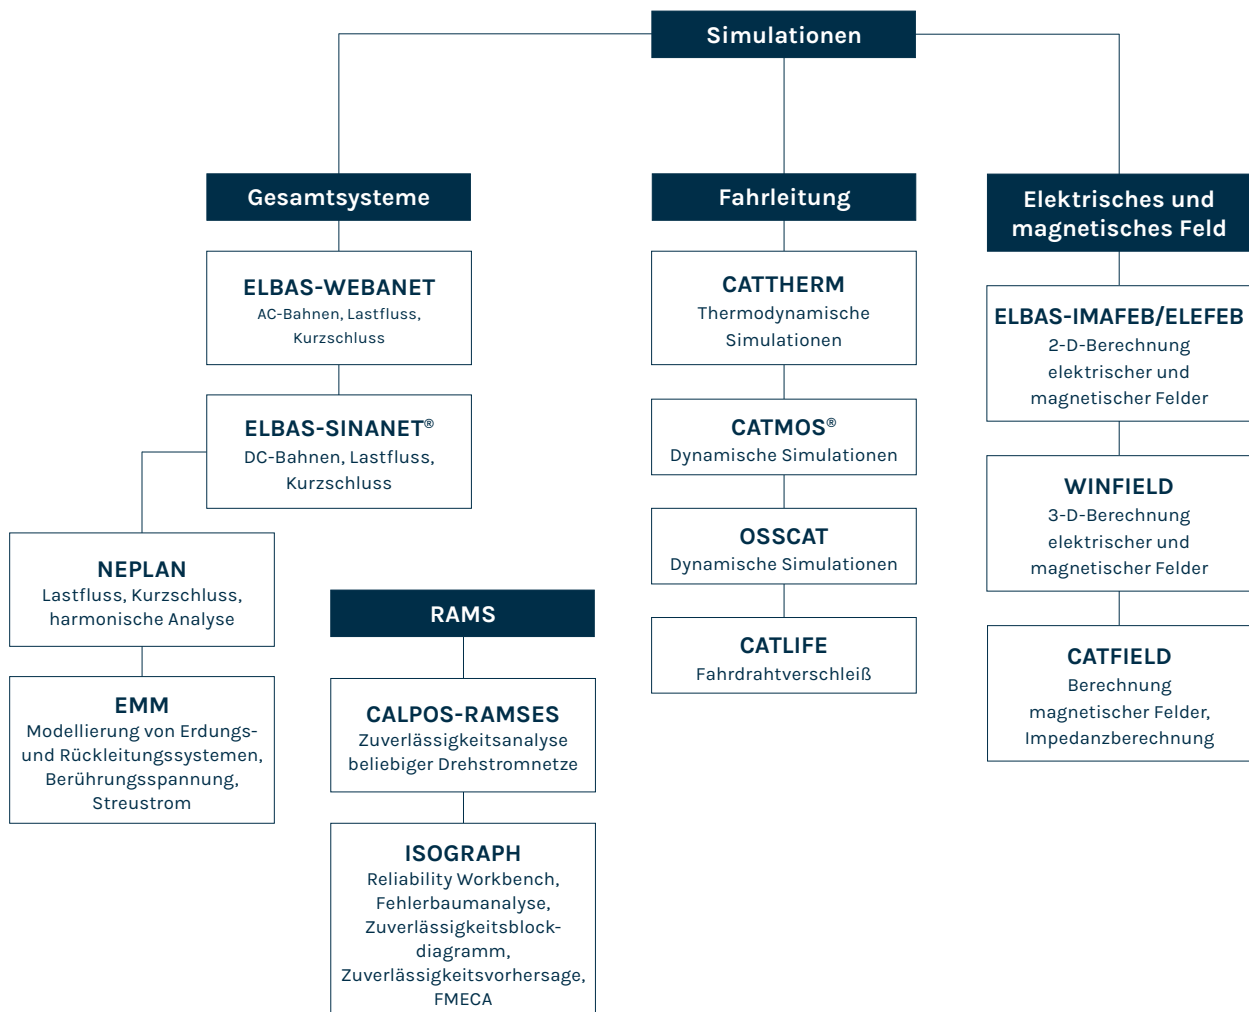 Simulationen
Gesamtsysteme
ELBAS-WEBANET
AC-Bahnen, Lastfluss,
Kurzschluss
ELBAS-SINANET®
DC-Bahnen, Lastfluss,
Kurzschluss
NEPLAN
Lastfluss, Kurzschluss,
harmonische Analyse
EMM
Modellierung von Erdungs-
und Rückleitungssystemen,
Berührungsspannung,
Streustrom
RAMS
CALPOS-RAMSES
Zuverlässigkeitsanalyse
beliebiger Drehstromnetze
ISOGRAPH
Reliability Workbench,
Fehlerbaumanalyse,
Zuverlässigkeitsblock-
diagramm,
Zuverlässigkeitsvorhersage,
FMECA
Fahrleitung
CATTHERM
Thermodynamische
Simulationen
CATMOS®
Dynamische Simulationen
OSSCAT
Dynamische Simulationen
CATLIFE
Fahrdrahtverschleiß
Elektrisches und
magnetisches Feld
ELBAS-IMAFEB/ELEFEB
2-D-Berechnung
elektrischer und
magnetischer Felder
WINFIELD
3-D-Berechnung
elektrischer und
magnetischer Felder
CATFIELD
Berechnung
magnetischer Felder,
Impedanzberechnung